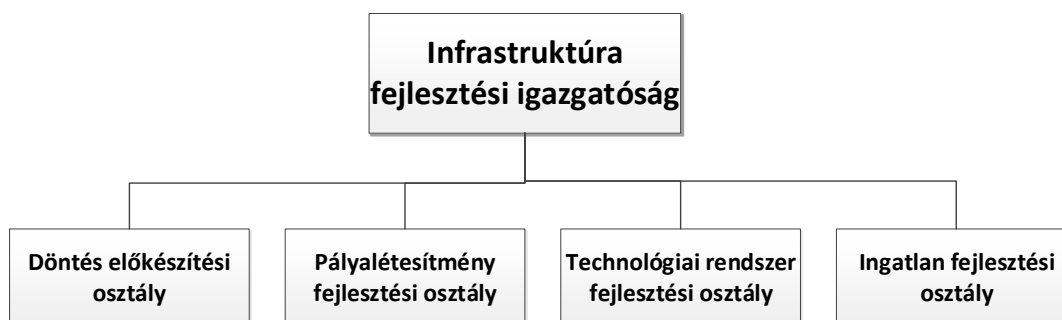 Infrastruktúra
fejlesztési igazgatóság
Döntés előkészítési
osztály
Pályalétesítmény
fejlesztési osztály
Technológiai rendszer
fejlesztési osztály
Ingatlan fejlesztési
osztály